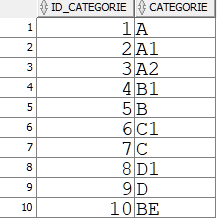 ID_CATEGORIE CATEGORIE
1 1 A
2 2 A1
3 3 A2
4 4 B1
5 5 B
6 6 C1
7 7 C
8 8 D1
9 9 D
10 10 BE